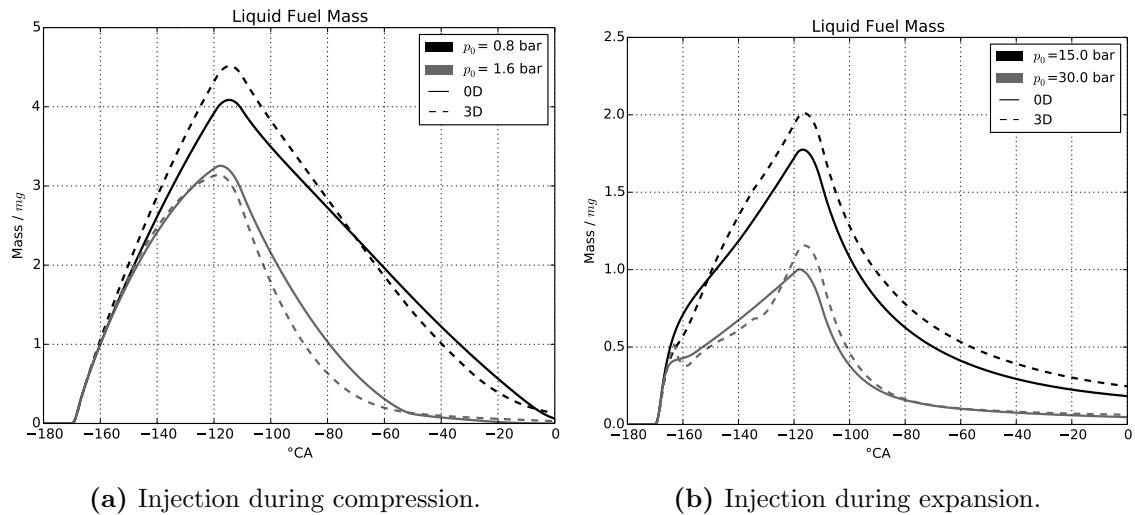 Liquid Fuel Mass
5
4
3
2
1
0
Mass / mg
p₀= 0.8 bar
p₀= 1.6 bar
0D
3D
−180 −160 −140 −120 −100 −80 −60 −40 −20 0
°CA
(a) Injection during compression.
Liquid Fuel Mass
2.5
2.0
1.5
1.0
0.5
0.0
Mass / mg
p₀=15.0 bar
p₀=30.0 bar
0D
3D
−180 −160 −140 −120 −100 −80 −60 −40 −20 0
°CA
(b) Injection during expansion.